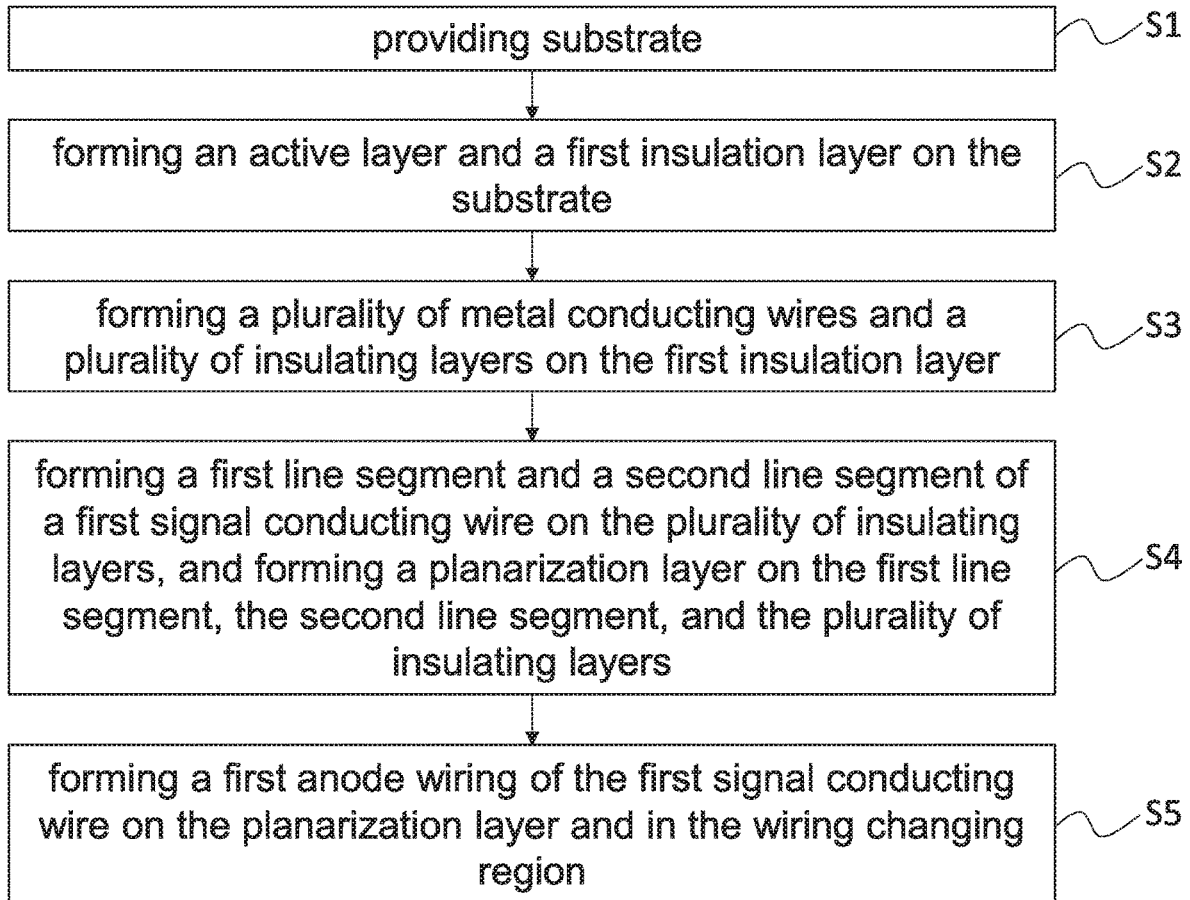 providing substrate
S1
forming an active layer and a first insulation layer on the
substrate
S2
forming a plurality of metal conducting wires and a
plurality of insulating layers on the first insulation layer
S3
forming a first line segment and a second line segment of
a first signal conducting wire on the plurality of insulating
layers, and forming a planarization layer on the first line
segment, the second line segment, and the plurality of
insulating layers
S4
forming a first anode wiring of the first signal conducting
wire on the planarization layer and in the wiring changing
region
S5